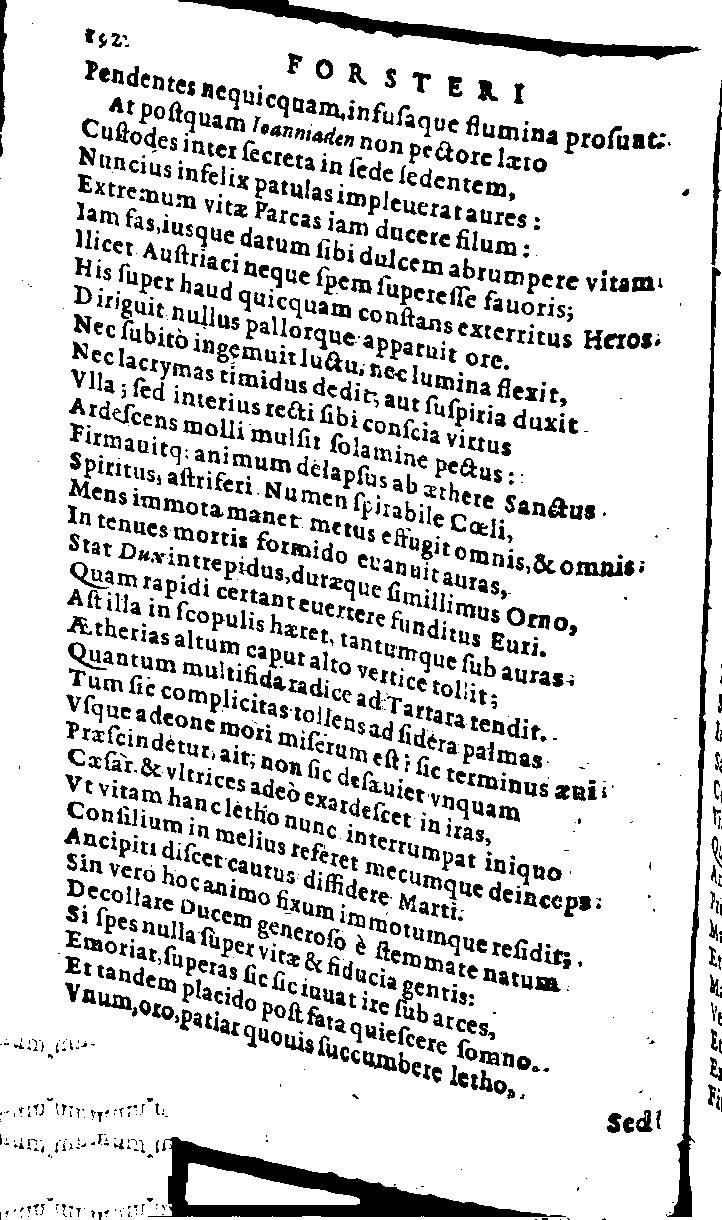 192
FORSTERI
Pendentes nequicquam, infuſaque flumina proſunt:
At poſtquam Ioanniaden non pectore læto
Cuſtodes inter ſecreta in ſede ſedentem,
Nuncius infelix patulas impleuerat aures:
Extremum vitæ Parcas iam ducere filum:
Iam fas, iusque datum ſibi dulcem abrumpere vitam:
Ilicet Auſtriaci neque ſpem ſupereſſe fauoris;
His ſuper haud quicquam conſtans exterritus Heros:
Diriguit nullus pallorque apparuit ore.
Nec ſubitò ingemuit luctu, nec lumina flexit,
Nec lacrymas timidus dedit, aut ſuſpiria duxit
Vlla; ſed interius recti ſibi conſcia virtus
Ardeſcens molli mulſit ſolamine pectus:
Firmauitq: animum delapſus ab æthere Sanctus
Spiritus, aſtriferi Numen ſpirabile Cœli,
Mens immota manet metus effugit omnis, & omnis
In tenues mortis formido euanuit auras,
Stat Dux intrepidus, duræque ſimillimus Orno,
Quam rapidi certant euertere funditus Euri.
Aſt illa in ſcopulis hæret, tantumque ſub auras
Ætherias altum caput alto vertice tollit;
Quantum multifida radice ad Tartara tendit.
Tum ſic complicitas tollens ad ſidera palmas
Vſque adeone mori miſerum eſt? ſic terminus æui
Præſcindetur, ait; non ſic deſæuiet vnquam
Cæſar & vltrices adeò exardeſcet in iras,
Vt vitam hanc letho nunc interrumpat iniquo
Conſilium in melius referet mecumque deinceps
Ancipiti diſcet cautus diffidere Marti.
Sin verò hoc animo fixum immotumque reſidit;
Decollare Ducem generoſo è ſtemmate natum
Si ſpes nulla ſuper vitæ & fiducia gentis:
Emoriar, ſuperas ſic ſic iuuat ire ſub arces,
Et tandem placido poſt fata quieſcere ſomno.
Vnum, oro, patiar quouis ſuccumbere letho,
Sed